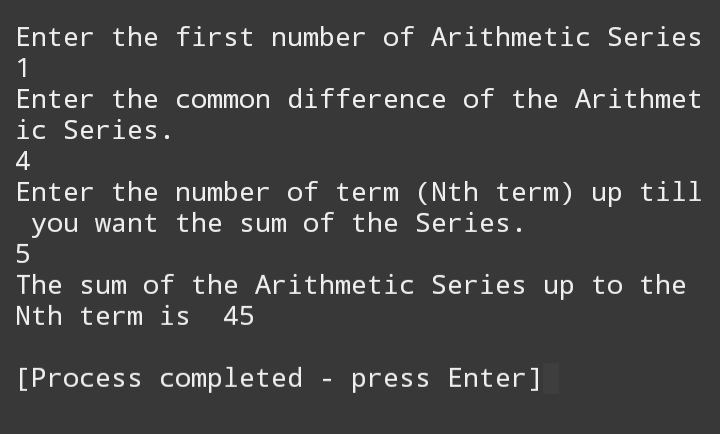 Enter the first number of Arithmetic Series
1
Enter the common difference of the Arithmet
ic Series.
4
Enter the number of term (Nth term) up till
 you want the sum of the Series.
5
The sum of the Arithmetic Series up to the
Nth term is  45
[Process completed - press Enter]